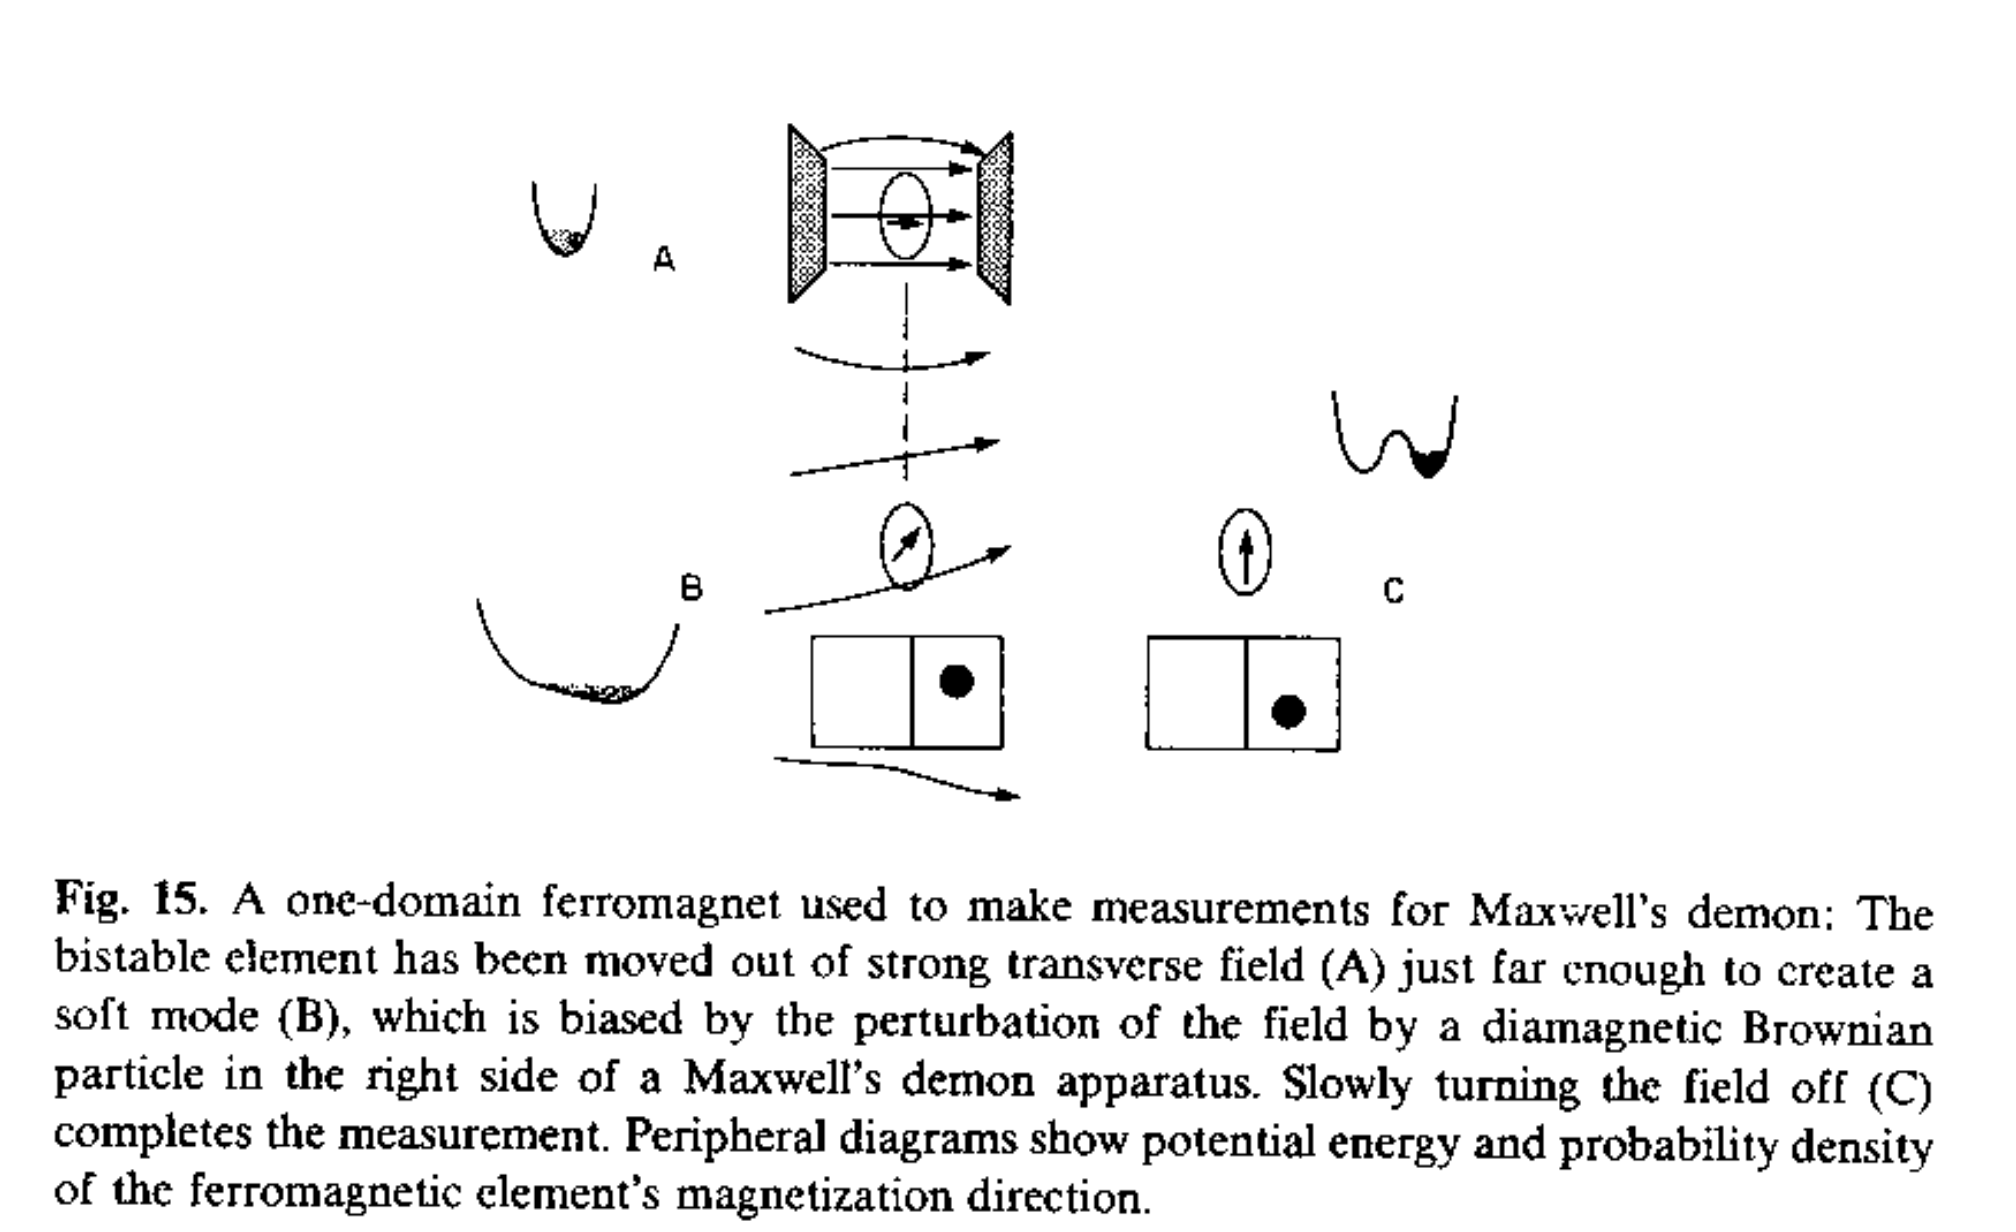 A
B
C
Fig. 15. A one-domain ferromagnet used to make measurements for Maxwell's demon: The
bistable element has been moved out of strong transverse field (A) just far enough to create a
soft mode (B), which is biased by the perturbation of the field by a diamagnetic Brownian
particle in the right side of a Maxwell's demon apparatus. Slowly turning the field off (C)
completes the measurement. Peripheral diagrams show potential energy and probability density
of the ferromagnetic element's magnetization direction.